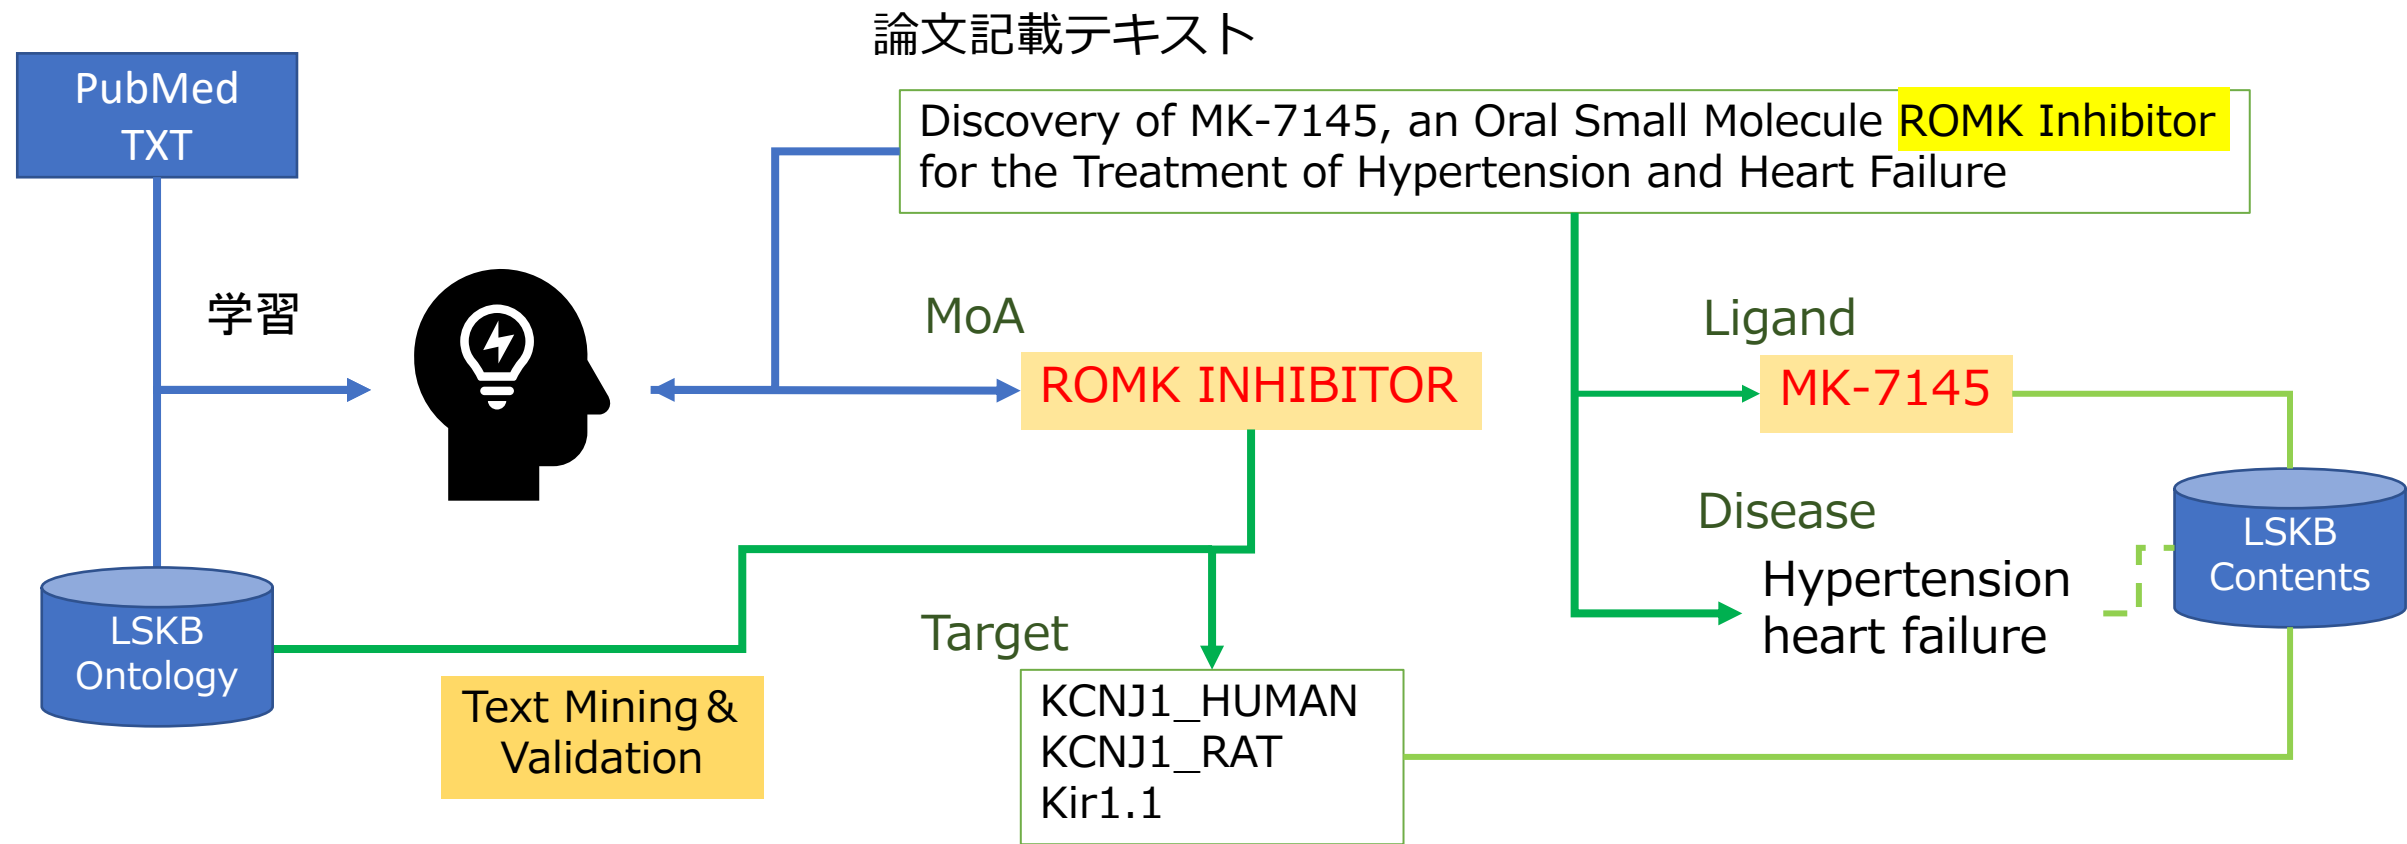 論文記載テキスト
PubMed
TXT
Discovery of MK-7145, an Oral Small Molecule ROMK Inhibitor
for the Treatment of Hypertension and Heart Failure
学習
MoA
ROMK INHIBITOR
Ligand
MK-7145
Disease
Hypertension
heart failure
LSKB
Contents
LSKB
Ontology
Text Mining＆
Validation
Target
KCNJ1_HUMAN
KCNJ1_RAT
Kir1.1